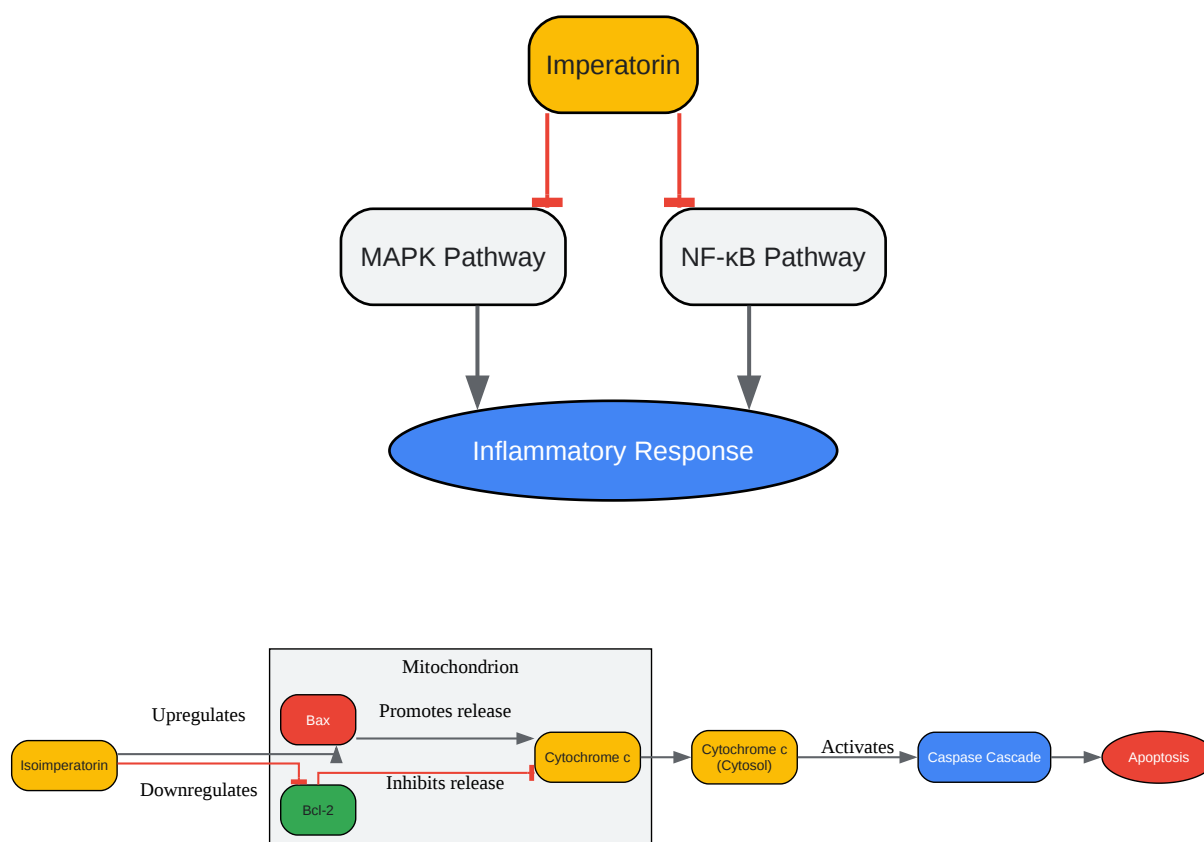 Imperatorin
MAPK Pathway
NF-κB Pathway
Inflammatory Response
Mitochondrion
Upregulates
Bax
Promotes release
Isoimperatorin
Cytochrome c
Cytochrome c
(Cytosol)
Activates
Caspase Cascade
Apoptosis
Downregulates
Bcl-2
Inhibits release